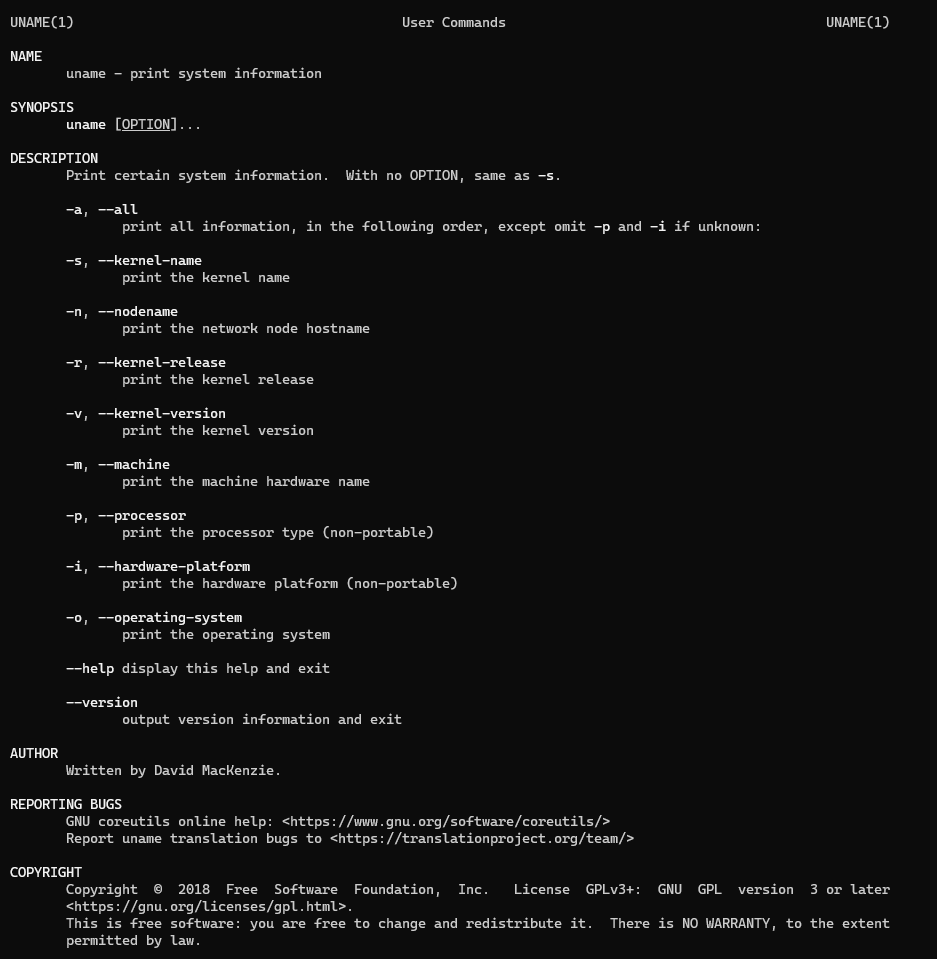 UNAME(1) User Commands UNAME(1)
NAME
uname - print system information
SYNOPSIS
uname [OPTION]...
DESCRIPTION
Print certain system information.  With no OPTION, same as -s.
-a, --all
print all information, in the following order, except omit -p and -i if unknown:
-s, --kernel-name
print the kernel name
-n, --nodename
print the network node hostname
-r, --kernel-release
print the kernel release
-v, --kernel-version
print the kernel version
-m, --machine
print the machine hardware name
-p, --processor
print the processor type (non-portable)
-i, --hardware-platform
print the hardware platform (non-portable)
-o, --operating-system
print the operating system
--help display this help and exit
--version
output version information and exit
AUTHOR
Written by David MacKenzie.
REPORTING BUGS
GNU coreutils online help: <https://www.gnu.org/software/coreutils/>
Report uname translation bugs to <https://translationproject.org/team/>
COPYRIGHT
Copyright © 2018 Free Software Foundation, Inc. License GPLv3+: GNU GPL version 3 or later
<https://gnu.org/licenses/gpl.html>.
This is free software: you are free to change and redistribute it.  There is NO WARRANTY, to the extent
permitted by law.